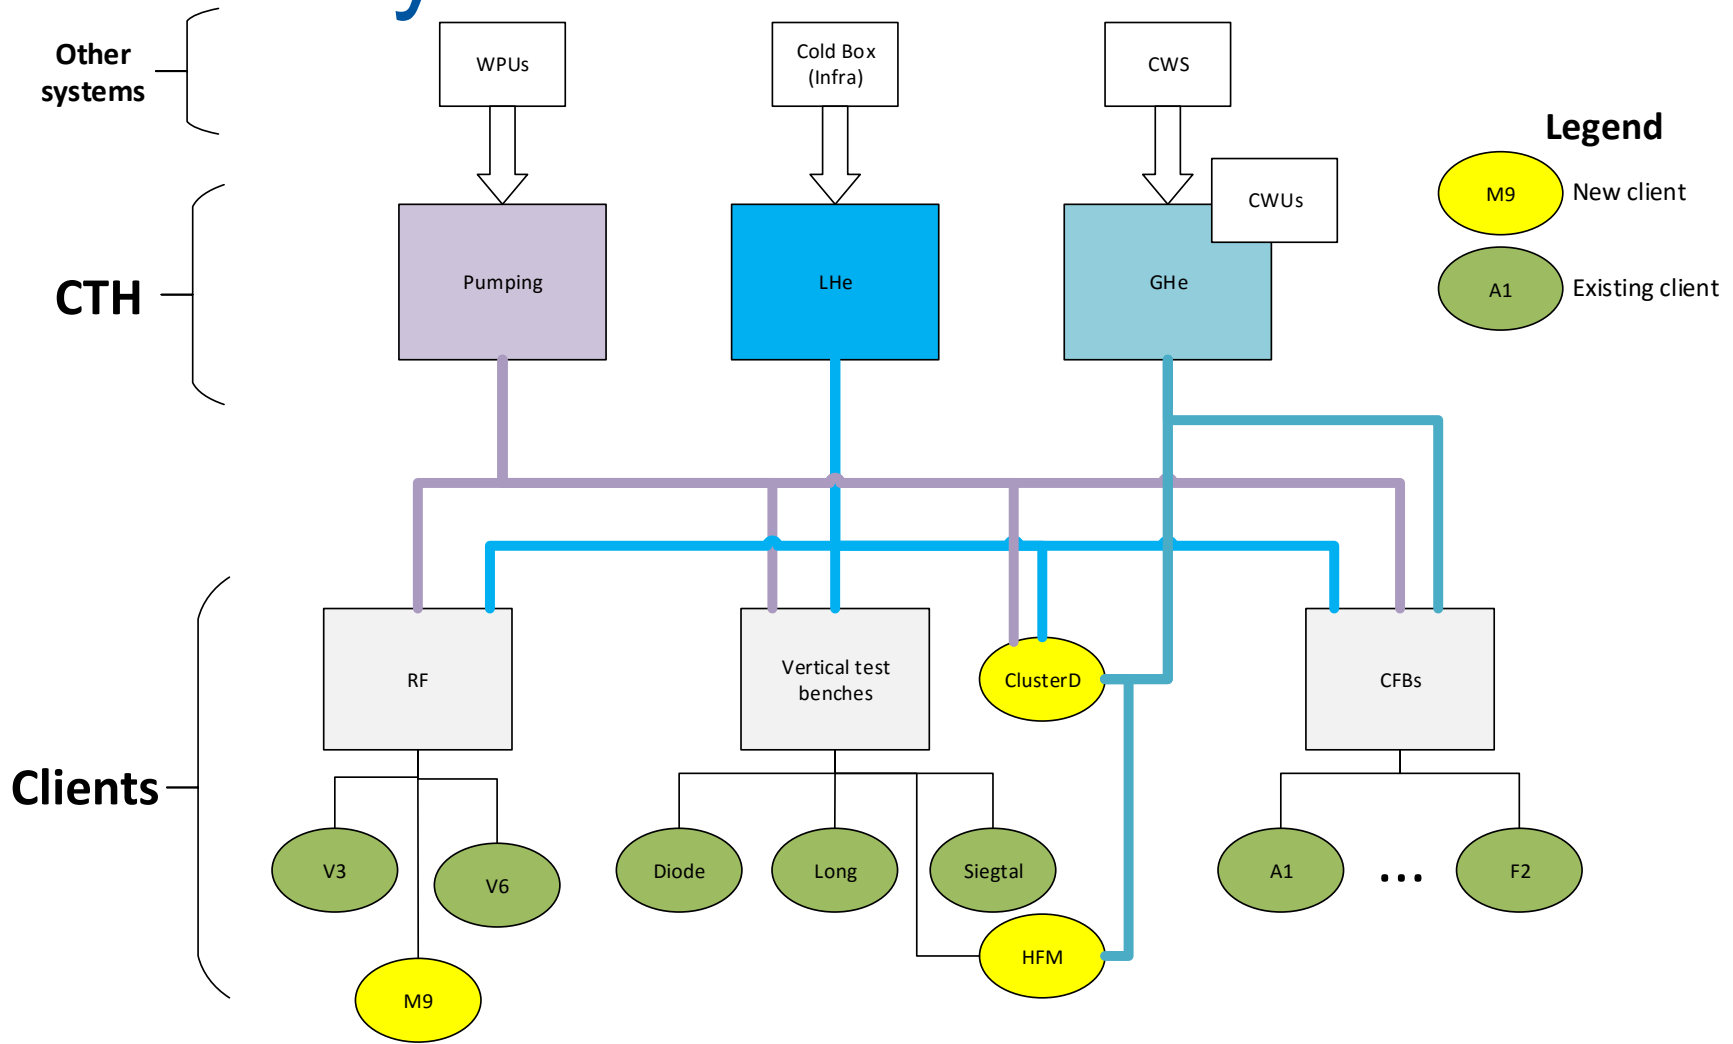 Other
systems
WPUs
Cold Box
(Infra)
CWS
Legend
M9
New client
CWUs
A1
Existing client
CTH
Pumping
LHe
GHe
Clients
RF
Vertical test
benches
ClusterD
CFBs
V3
V6
Diode
Long
Siegtal
A1
...
F2
HFM
M9